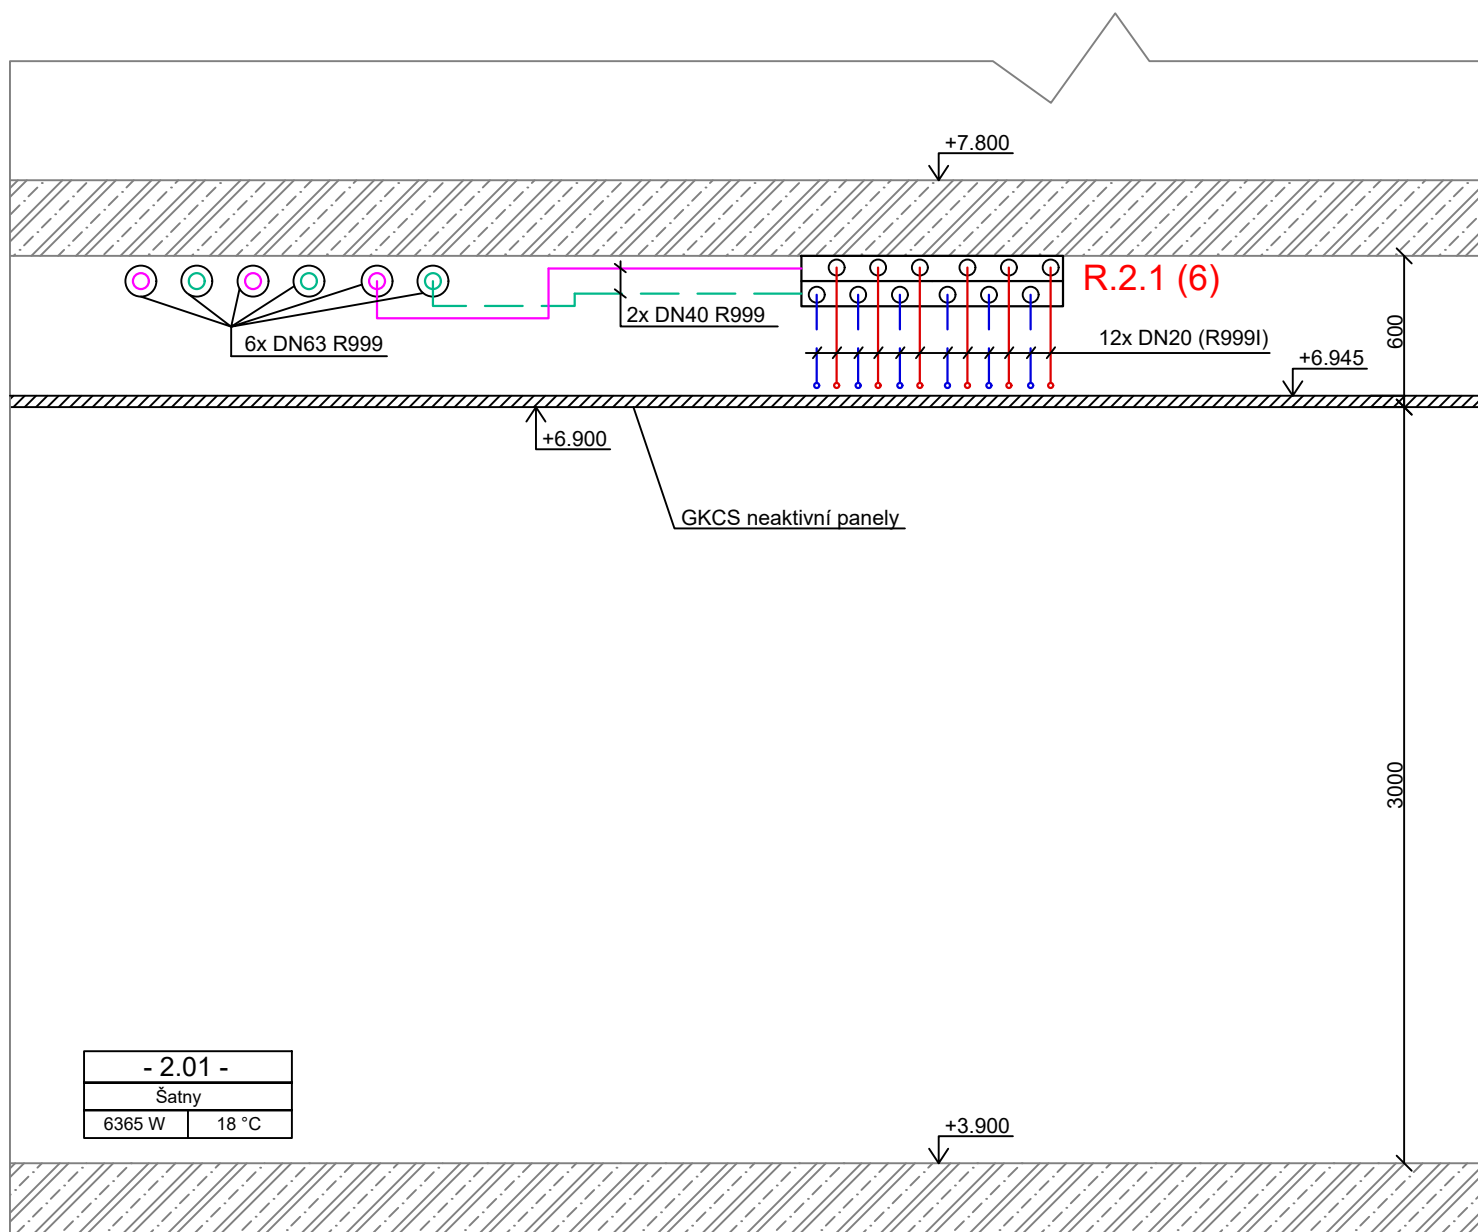 +7.800
R.2.1 (6)
2x DN40 R999
6x DN63 R999
12x DN20 (R999I)
600
+6.945
+6.900
GKCS neaktivní panely
3000
- 2.01 -
Šatny
6365 W 18 °C
+3.900